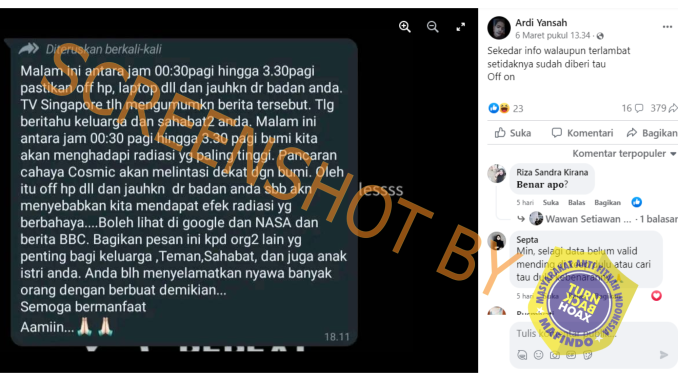 Diteruskan berkali-kali
Malam ini antara jam 00:30pagi hingga 3.30pagi
pastikan off hp, laptop dll dan jauhkn dr badan anda.
TV Singapore tlh mengumumkn berita tersebut. Tlg
beritahu keluarga dan sahabat2 anda. Malam ini
antara jam 00:30 pagi hingga 3:30 pagi bumi kita
akan menghadapi radiasi yg paling tinggi. Pancaran
cahaya Cosmic akan melintasi dekat dgn bumi. Oleh
itu off hp dll dan jauhkn dr badan anda sbb akn
menyebabkan kita mendapat efek radiasi yg
berbahaya....Boleh lihat di google dan NASA dan
berita BBC. Bagikan pesan ini kpd org2 lain yg
penting bagi keluarga ,Teman,Sahabat, dan juga anak
istri anda. Anda blh menyelamatkan nyawa banyak
orang dengan berbuat demikian...
Semoga bermanfaat
Aamiin...
18.11
lessss
SCREENSHOT BY
Ardi Yansah
6 Maret pukul 13.34
Sekedar info walaupun terlambat
setidaknya sudah diberi tau
Off on
23
16
379
Suka Komentari Bagikan
Komentar terpopuler
Riza Sandra Kirana
Benar apo?
5 hari Suka Balas Bagikan
Wawan Setiawan ... · 1 balasan
Septa
Min, selagi data belum valid
mending
atau cari
tau
5 hari
Tulis
MASYARAKAT ANTI FITNAH INDONESIA
TURN BACK HOAX
MAFINDO